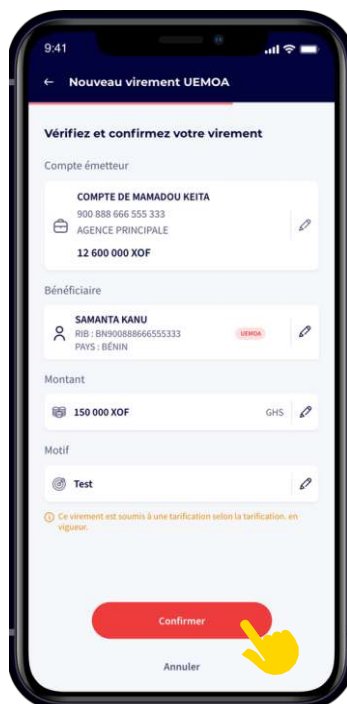 9:41
← Nouveau virement UEMOA
Vérifiez et confirmez votre virement
Compte émetteur
COMPTE DE MAMADOU KEITA
900 888 666 555 333
AGENCE PRINCIPALE
12 600 000 XOF
Bénéficiaire
SAMANTA KANU
RIB : BN900888666555333 UEMOA
PAYS : BÉNIN
Montant
150 000 XOF GHS
Motif
Test
Ce virement est soumis à une tarification selon la tarification. en
vigueur.
Confirmer
Annuler